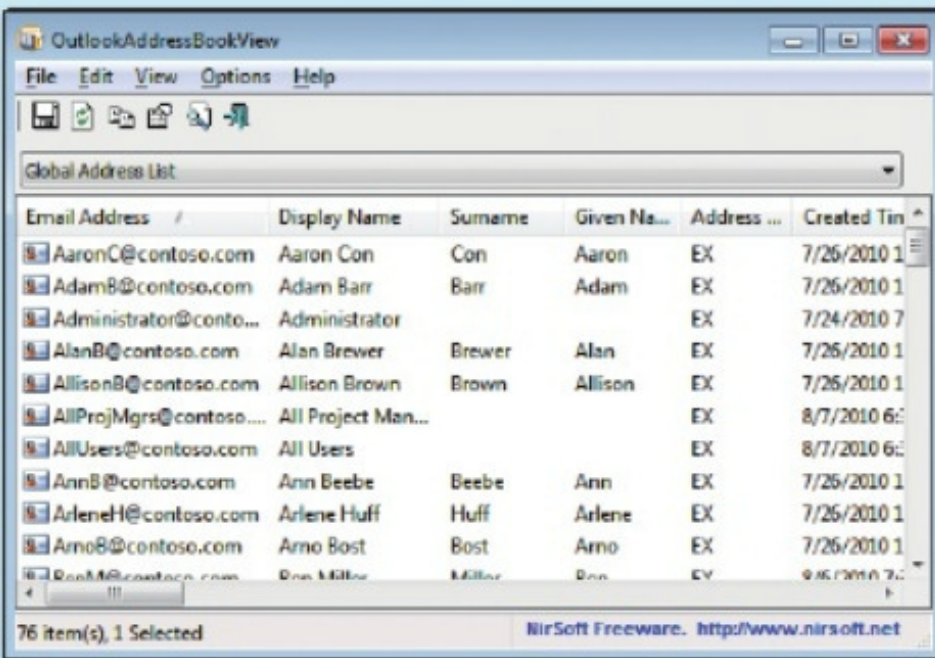 OutlookAddressBookView
File Edit View Options Help
Global Address List
Email Address Display Name Surname Given Na... Address ... Created Tim
AaronC@contoso.com Aaron Con Con Aaron EX 7/26/2010 1
AdamB@contoso.com Adam Barr Barr Adam EX 7/26/2010 1
Administrator@conto... Administrator EX 7/24/2010 7
AlanB@contoso.com Alan Brewer Brewer Alan EX 7/26/2010 1
AllisonB@contoso.com Allison Brown Brown Allison EX 7/26/2010 1
AllProjMgrs@contoso.... All Project Man... EX 8/7/2010 6:
AllUsers@contoso.com All Users EX 8/7/2010 6:
AnnB@contoso.com Ann Beebe Beebe Ann EX 7/26/2010 1
ArleneH@contoso.com Arlene Huff Huff Arlene EX 7/26/2010 1
ArnoB@contoso.com Arno Bost Bost Arno EX 7/26/2010 1
Miller
76 item(s), 1 Selected NirSoft Freeware. http://www.nirsoft.net